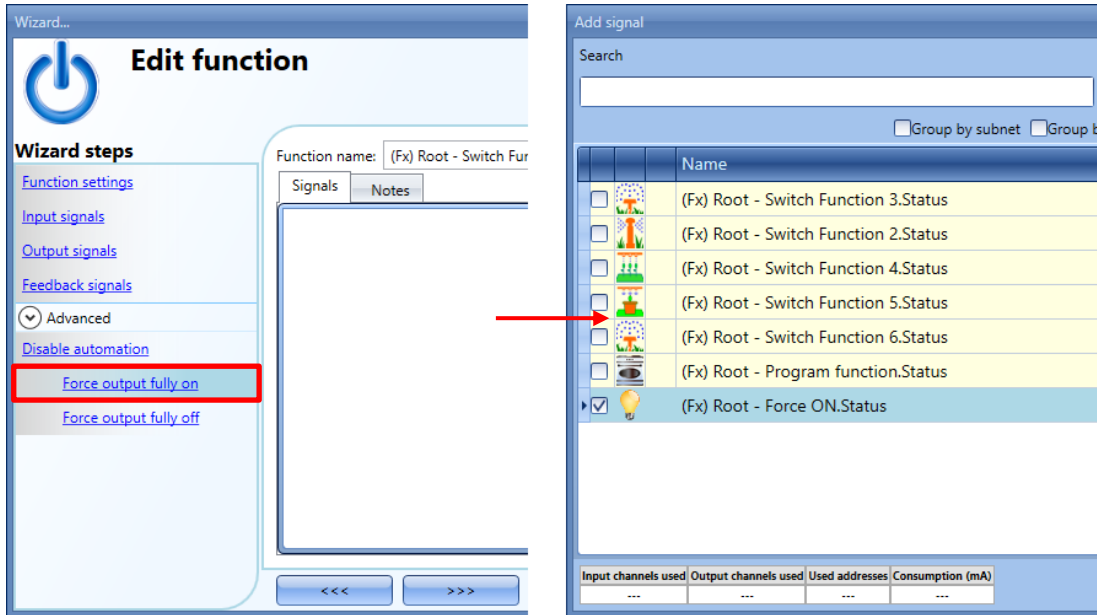 Wizard...
Edit function
Wizard steps
Function settings
Input signals
Output signals
Feedback signals
Advanced
Disable automation
Force output fully on
Force output fully off
Function name: (Fx) Root - Switch Fur
Signals Notes
<<< >>>
Add signal
Search
Group by subnet Group b
Name
(Fx) Root - Switch Function 3.Status
(Fx) Root - Switch Function 2.Status
(Fx) Root - Switch Function 4.Status
(Fx) Root - Switch Function 5.Status
(Fx) Root - Switch Function 6.Status
(Fx) Root - Program function.Status
(Fx) Root - Force ON.Status
Input channels used Output channels used Used addresses Consumption (mA)
--- --- --- ---